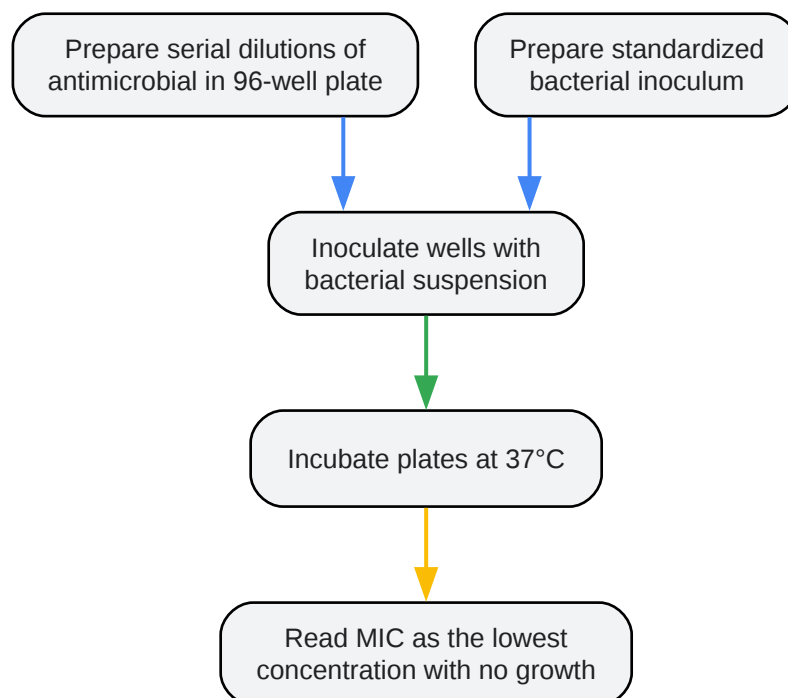 Prepare serial dilutions of
antimicrobial in 96-well plate
Prepare standardized
bacterial inoculum
Inoculate wells with
bacterial suspension
Incubate plates at 37°C
Read MIC as the lowest
concentration with no growth